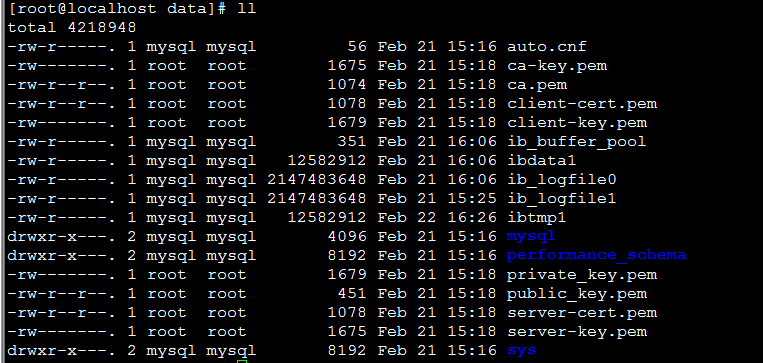 [root@localhost data]# ll
total 4218948
-rw-r-----. 1 mysql mysql         56 Feb 21 15:16 auto.cnf
-rw-------. 1 root  root        1675 Feb 21 15:18 ca-key.pem
-rw-r--r--. 1 root  root        1074 Feb 21 15:18 ca.pem
-rw-r--r--. 1 root  root        1078 Feb 21 15:18 client-cert.pem
-rw-------. 1 root  root        1679 Feb 21 15:18 client-key.pem
-rw-r-----. 1 mysql mysql        351 Feb 21 16:06 ib_buffer_pool
-rw-r-----. 1 mysql mysql   12582912 Feb 21 16:06 ibdata1
-rw-r-----. 1 mysql mysql 2147483648 Feb 21 16:06 ib_logfile0
-rw-r-----. 1 mysql mysql 2147483648 Feb 21 15:25 ib_logfile1
-rw-r-----. 1 mysql mysql   12582912 Feb 22 16:26 ibtmp1
drwxr-x---. 2 mysql mysql       4096 Feb 21 15:16 mysql
drwxr-x---. 2 mysql mysql       8192 Feb 21 15:16 performance_schema
-rw-------. 1 root  root        1679 Feb 21 15:18 private_key.pem
-rw-r--r--. 1 root  root         451 Feb 21 15:18 public_key.pem
-rw-r--r--. 1 root  root        1078 Feb 21 15:18 server-cert.pem
-rw-------. 1 root  root        1675 Feb 21 15:18 server-key.pem
drwxr-x---. 2 mysql mysql       8192 Feb 21 15:16 sys